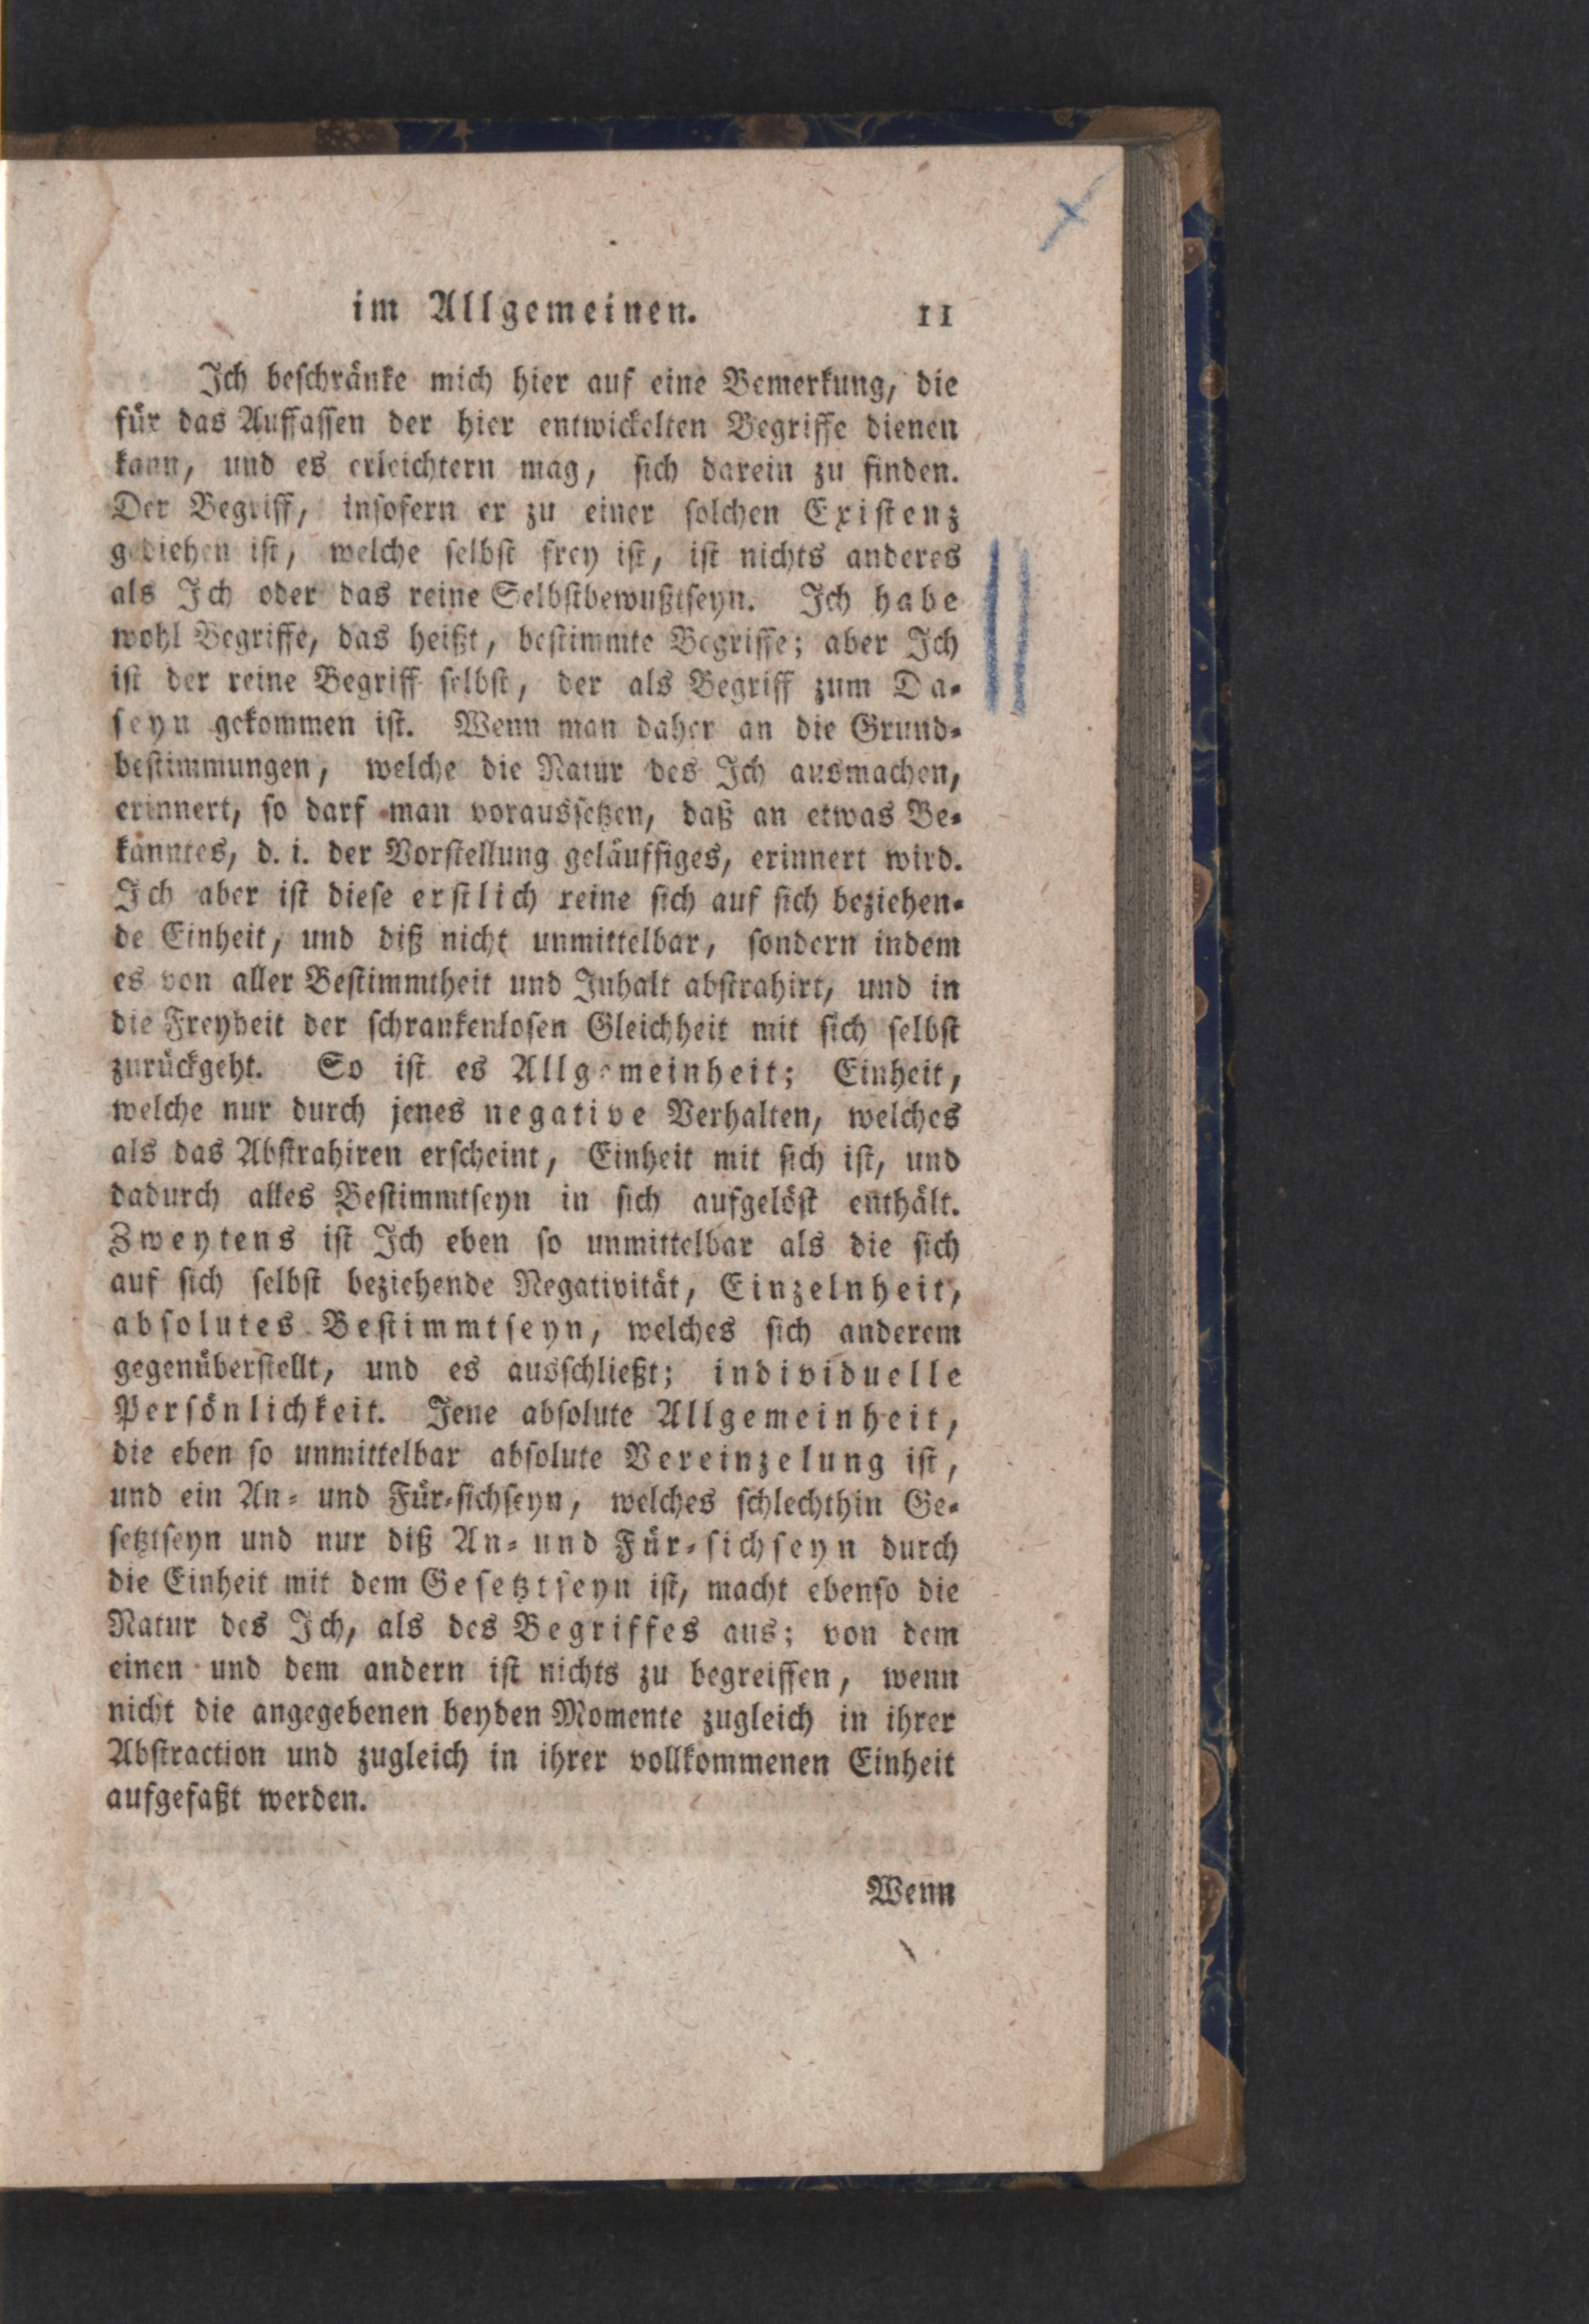 im Allgemeinen. 11
Ich beſchränke mich hier auf eine Bemerkung, die
für das Auffaſſen der hier entwickelten Begriffe dienen
kann, und es erleichtern mag, ſich darein zu finden.
Der Begriff, inſofern er zu einer ſolchen Exiſtenz
gediehen iſt, welche ſelbſt frey iſt, iſt nichts anderes
als Ich oder das reine Selbſtbewußtſeyn. Ich habe
wohl Begriffe, das heißt, beſtimmte Begriffe; aber Ich
iſt der reine Begriff ſelbſt, der als Begriff zum Da-
ſeyn gekommen iſt. Wenn man daher an die Grund-
beſtimmungen, welche die Natur des Ich ausmachen,
erinnert, ſo darf man vorausſetzen, daß an etwas Be-
kanntes, d. i. der Vorſtellung geläuffiges, erinnert wird.
Ich aber iſt dieſe erſtlich reine ſich auf ſich beziehen-
de Einheit, und diß nicht unmittelbar, ſondern indem
es von aller Beſtimmtheit und Inhalt abſtrahirt, und in
die Freyheit der ſchrankenloſen Gleichheit mit ſich ſelbſt
zurückgeht. So iſt es Allgemeinheit; Einheit,
welche nur durch jenes negative Verhalten, welches
als das Abſtrahiren erſcheint, Einheit mit ſich iſt, und
dadurch alles Beſtimmtſeyn in ſich aufgelöſt enthält.
Zweytens iſt Ich eben ſo unmittelbar als die ſich
auf ſich ſelbſt beziehende Negativität, Einzelnheit,
abſolutes Beſtimmtſeyn, welches ſich anderem
gegenüberſtellt, und es ausſchließt; individuelle
Perſönlichkeit. Jene abſolute Allgemeinheit,
die eben ſo unmittelbar abſolute Vereinzelung iſt,
und ein An- und Für-ſichſeyn, welches ſchlechthin Ge-
ſetztſeyn und nur diß An- und Für-ſichſeyn durch
die Einheit mit dem Geſetztſeyn iſt, macht ebenſo die
Natur des Ich, als des Begriffes aus; von dem
einen und dem andern iſt nichts zu begreiffen, wenn
nicht die angegebenen beyden Momente zugleich in ihrer
Abſtraction und zugleich in ihrer vollkommenen Einheit
aufgefaßt werden.
Wenn